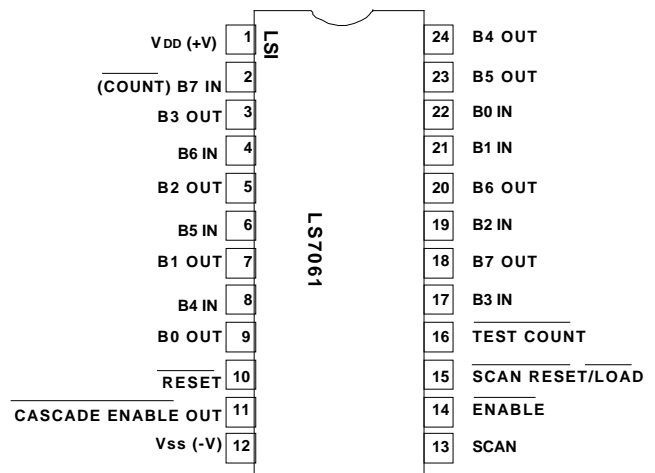 VDD (+V) 1 LSI 24 B4 OUT
(COUNT) B7 IN 2 23 B5 OUT
B3 OUT 3 22 B0 IN
B6 IN 4 21 B1 IN
B2 OUT 5 20 B6 OUT
B5 IN 6 19 B2 IN
B1 OUT 7 LS7061 18 B7 OUT
B4 IN 8 17 B3 IN
B0 OUT 9 16 TEST COUNT
RESET 10 15 SCAN RESET/LOAD
CASCADE ENABLE OUT 11 14 ENABLE
Vss (-V) 12 13 SCAN